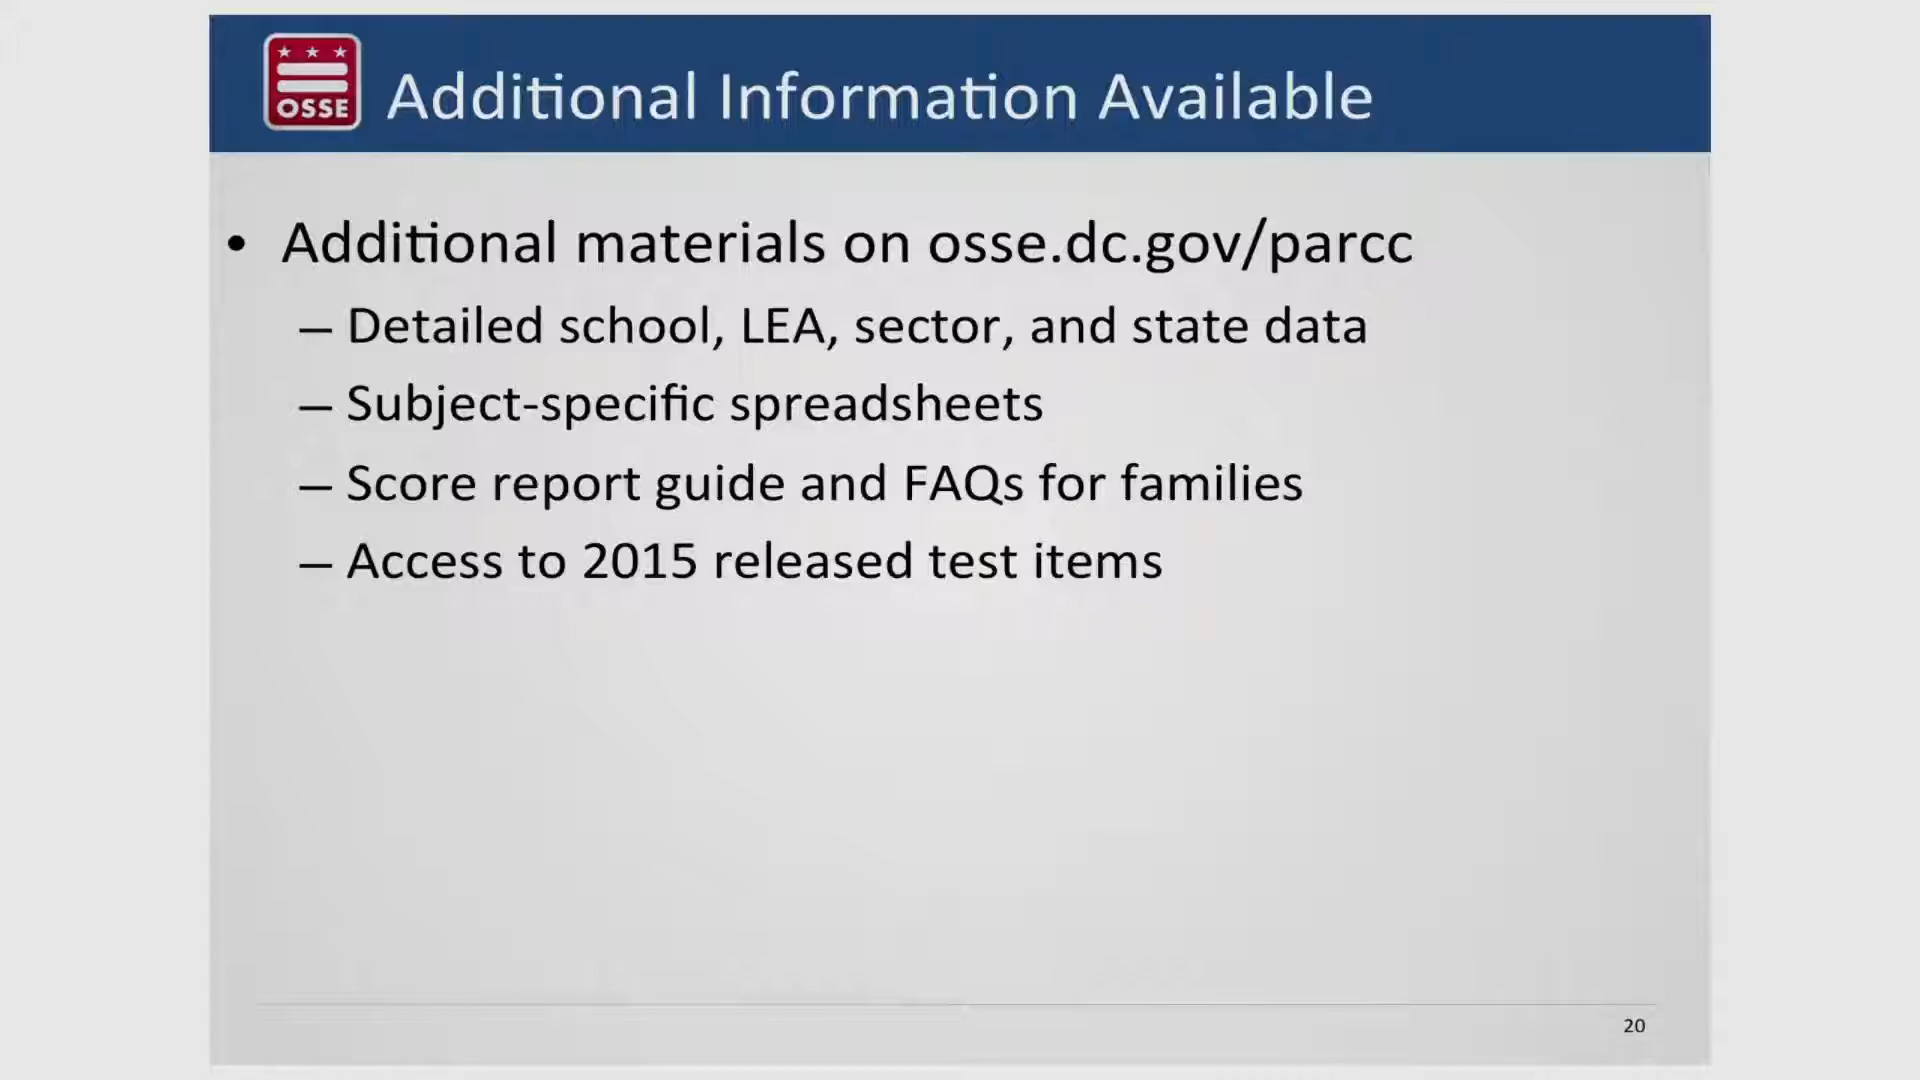 OSSE
Additional Information Available
• Additional materials on osse.dc.gov/parcc
– Detailed school, LEA, sector, and state data
– Subject-specific spreadsheets
– Score report guide and FAQs for families
– Access to 2015 released test items
20